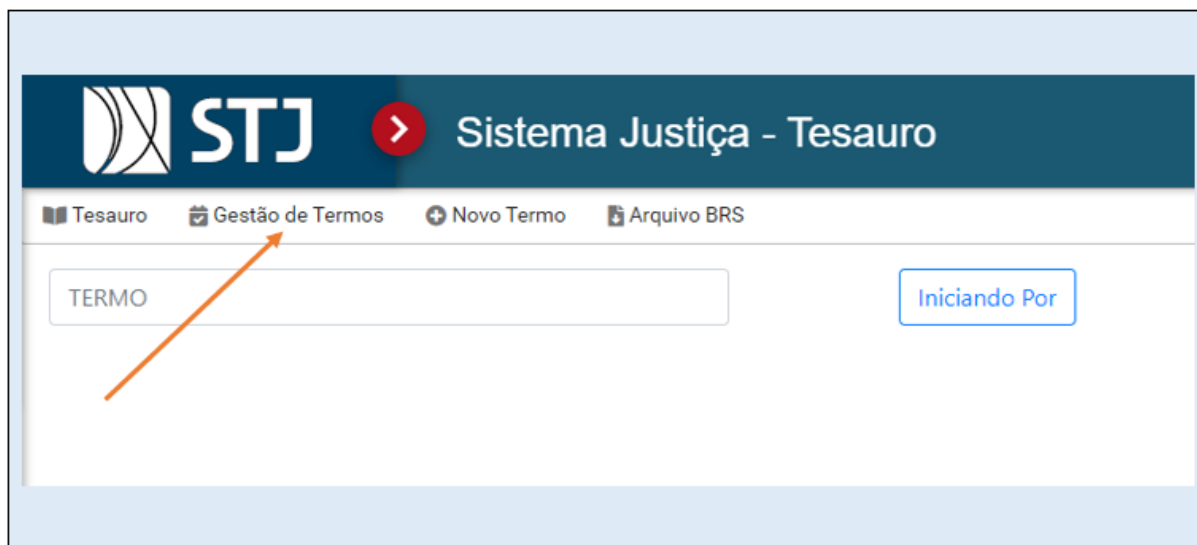 STJ Sistema Justiça - Tesauro
Tesauro Gestão de Termos Novo Termo Arquivo BRS
TERMO Iniciando Por